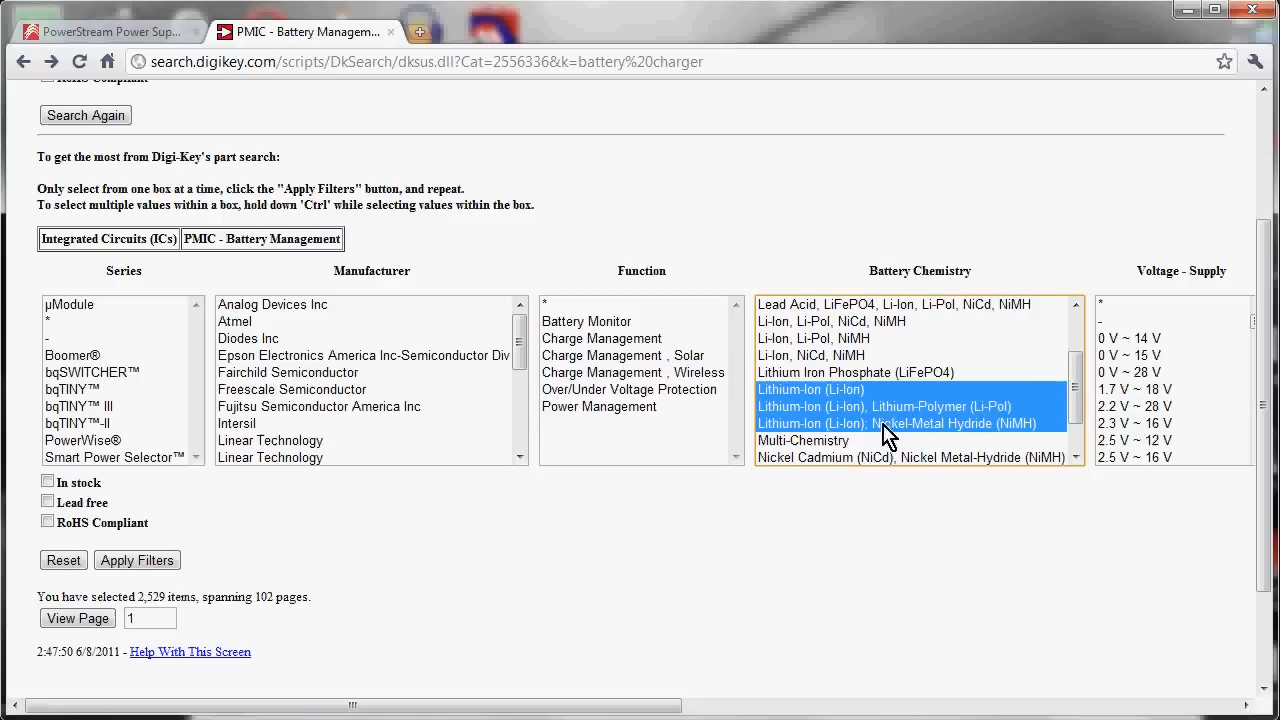 PowerStream Power Sup...
PMIC - Battery Managem...
search.digikey.com/scripts/DkSearch/dksus.dll?Cat=2556336&k=battery%20charger
RoHS Compliant
Search Again
To get the most from Digi-Key's part search:
Only select from one box at a time, click the "Apply Filters" button, and repeat.
To select multiple values within a box, hold down 'Ctrl' while selecting values within the box.
Integrated Circuits (ICs) PMIC - Battery Management
Series
µModule
*
-
Boomer®
bqSWITCHER™
bqTINY™
bqTINY™ III
bqTINY™-II
PowerWise®
Smart Power Selector™
Manufacturer
Analog Devices Inc
Atmel
Diodes Inc
Epson Electronics America Inc-Semiconductor Div
Fairchild Semiconductor
Freescale Semiconductor
Fujitsu Semiconductor America Inc
Intersil
Linear Technology
Linear Technology
Function
*
Battery Monitor
Charge Management
Charge Management , Solar
Charge Management , Wireless
Over/Under Voltage Protection
Power Management
Battery Chemistry
Lead Acid, LiFePO4, Li-Ion, Li-Pol, NiCd, NiMH
Li-Ion, Li-Pol, NiCd, NiMH
Li-Ion, Li-Pol, NiMH
Li-Ion, NiCd, NiMH
Lithium Iron Phosphate (LiFePO4)
Lithium-Ion (Li-Ion)
Lithium-Ion (Li-Ion), Lithium-Polymer (Li-Pol)
Lithium-Ion (Li-Ion); Nickel-Metal Hydride (NiMH)
Multi-Chemistry
Nickel Cadmium (NiCd), Nickel Metal-Hydride (NiMH)
Voltage - Supply
*
-
0 V ~ 14 V
0 V ~ 15 V
0 V ~ 28 V
1.7 V ~ 18 V
2.2 V ~ 28 V
2.3 V ~ 16 V
2.5 V ~ 12 V
2.5 V ~ 16 V
In stock
Lead free
RoHS Compliant
Reset Apply Filters
You have selected 2,529 items, spanning 102 pages.
View Page 1
2:47:50 6/8/2011 - Help With This Screen